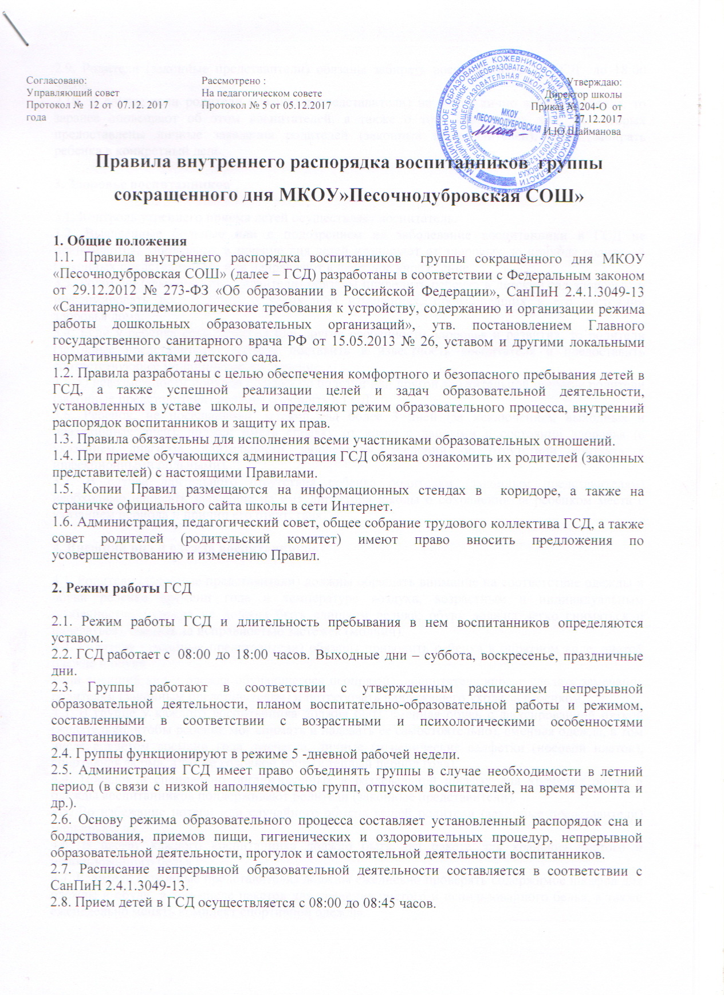 Согласовано:
Управляющий совет
Протокол № 12 от 07.12. 2017
года
Рассмотрено :
На педагогическом совете
Протокол № 5 от 05.12.2017
Утверждаю:
Директор школы
Приказ № 204-О от
27.12.2017
И.Ю.Шайманова
МКОУ
«ПЕСОЧНОДУБРОВСКАЯ
Правила внутреннего распорядка воспитанников группы
сокращенного дня МКОУ»Песочнодубровская СОШ»
1. Общие положения
1.1. Правила внутреннего распорядка воспитанников группы сокращённого дня МКОУ
«Песочнодубровская СОШ» (далее – ГСД) разработаны в соответствии с Федеральным законом
от 29.12.2012 № 273-ФЗ «Об образовании в Российской Федерации», СанПиН 2.4.1.3049-13
«Санитарно-эпидемиологические требования к устройству, содержанию и организации режима
работы дошкольных образовательных организаций», утв. постановлением Главного
государственного санитарного врача РФ от 15.05.2013 № 26, уставом и другими локальными
нормативными актами детского сада.
1.2. Правила разработаны с целью обеспечения комфортного и безопасного пребывания детей в
ГСД, а также успешной реализации целей и задач образовательной деятельности,
установленных в уставе школы, и определяют режим образовательного процесса, внутренний
распорядок воспитанников и защиту их прав.
1.3. Правила обязательны для исполнения всеми участниками образовательных отношений.
1.4. При приеме обучающихся администрация ГСД обязана ознакомить их родителей (законных
представителей) с настоящими Правилами.
1.5. Копии Правил размещаются на информационных стендах в коридоре, а также на
страничке официального сайта школы в сети Интернет.
1.6. Администрация, педагогический совет, общее собрание трудового коллектива ГСД, а также
совет родителей (родительский комитет) имеют право вносить предложения по
усовершенствованию и изменению Правил.
2. Режим работы ГСД
2.1. Режим работы ГСД и длительность пребывания в нем воспитанников определяются
уставом.
2.2. ГСД работает с 08:00 до 18:00 часов. Выходные дни – суббота, воскресенье, праздничные
дни.
2.3. Группы работают в соответствии с утвержденным расписанием непрерывной
образовательной деятельности, планом воспитательно-образовательной работы и режимом,
составленными в соответствии с возрастными и психологическими особенностями
воспитанников.
2.4. Группы функционируют в режиме 5 -дневной рабочей недели.
2.5. Администрация ГСД имеет право объединять группы в случае необходимости в летний
период (в связи с низкой наполняемостью групп, отпуском воспитателей, на время ремонта и
др.).
2.6. Основу режима образовательного процесса составляет установленный распорядок сна и
бодрствования, приемов пищи, гигиенических и оздоровительных процедур, непрерывной
образовательной деятельности, прогулок и самостоятельной деятельности воспитанников.
2.7. Расписание непрерывной образовательной деятельности составляется в соответствии с
СанПиН 2.4.1.3049-13.
2.8. Прием детей в ГСД осуществляется с 08:00 до 08:45 часов.